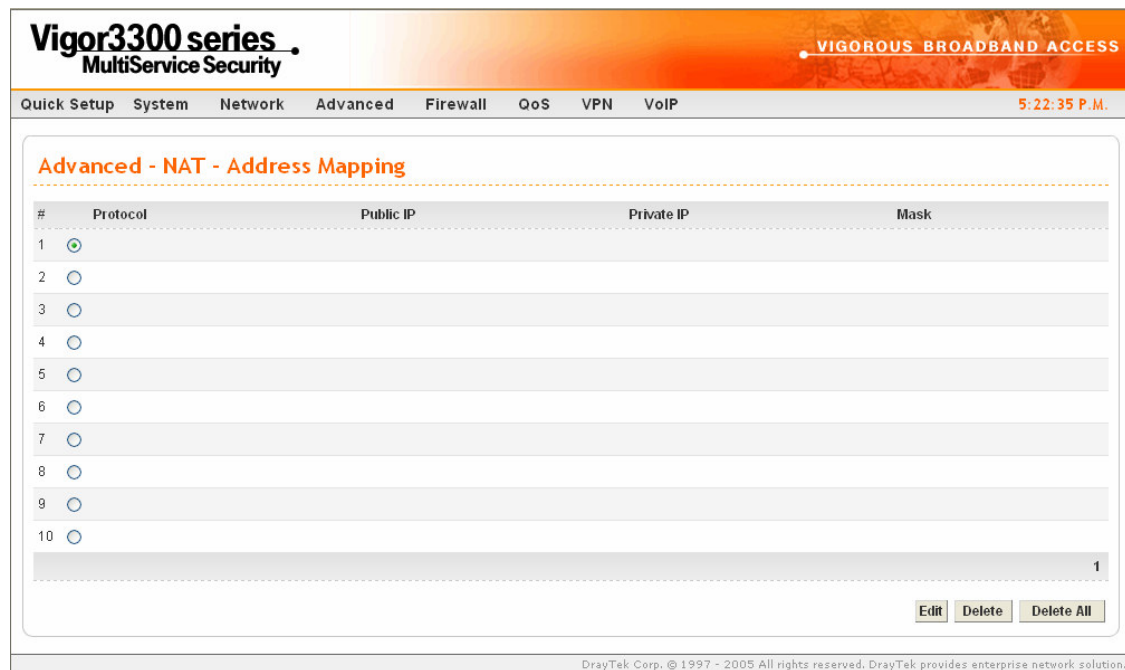 Vigor3300 series
MultiService Security
VIGOROUS BROADBAND ACCESS
Quick Setup System Network Advanced Firewall QoS VPN VoIP 5:22:35 P.M.
Advanced - NAT - Address Mapping
# Protocol Public IP Private IP Mask
1
2
3
4
5
6
7
8
9
10
1
Edit Delete Delete All
DrayTek Corp. © 1997 - 2005 All rights reserved. DrayTek provides enterprise network solution.